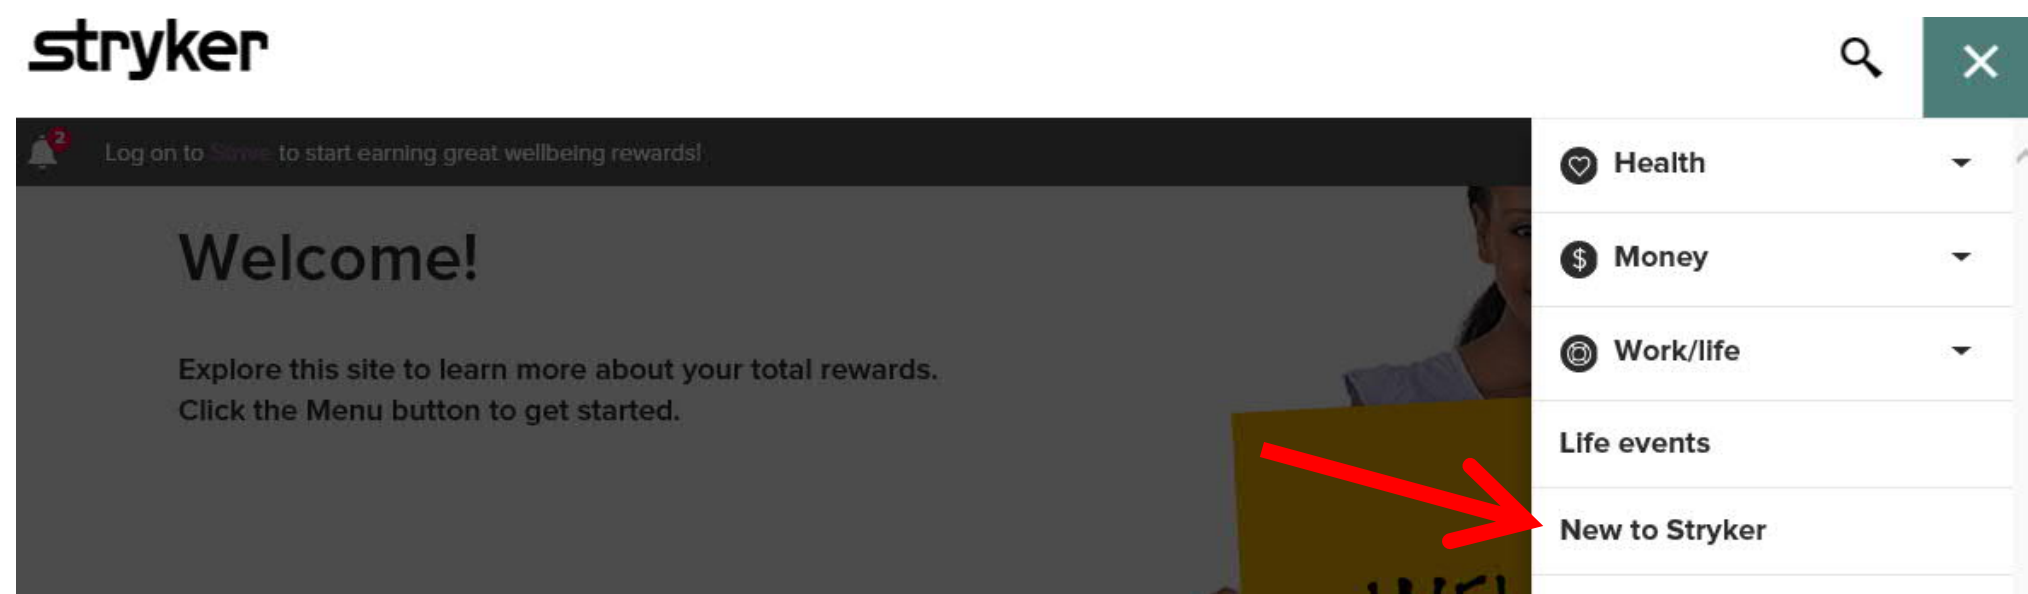 stryker
2
Log on to Strive to start earning great wellbeing rewards!
Welcome!
Explore this site to learn more about your total rewards.
Click the Menu button to get started.
Health
$ Money
Work/life
Life events
New to Stryker